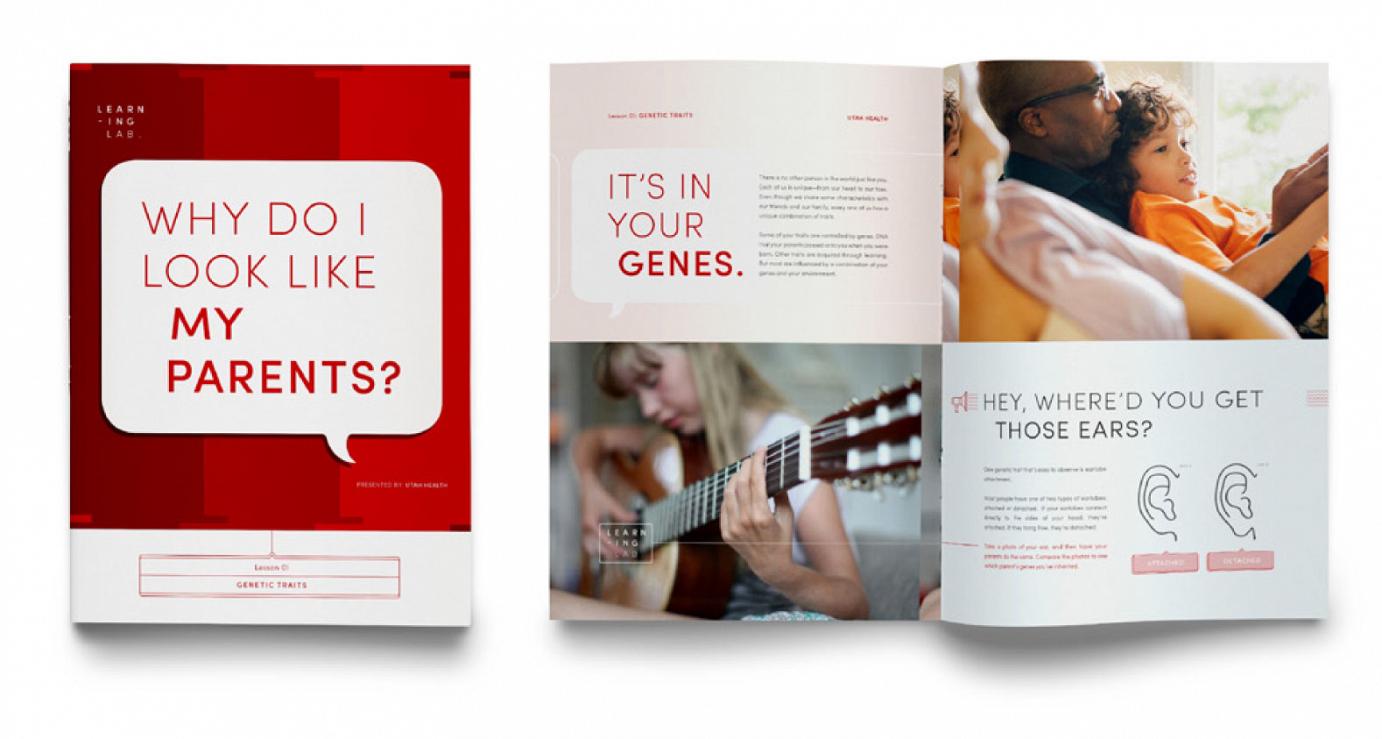 LEARN
-ING
LAB.
WHY DO I
LOOK LIKE
MY
PARENTS?
PRESENTED BY: UTAH HEALTH
Lesson 01
GENETIC TRAITS
Lesson 01: GENETIC TRAITS
UTAH HEALTH
IT'S IN
YOUR
GENES.
There is no other person in the world just like you.
Each of us is unique—from our head to our toes.
Even though we share some characteristics with
our friends and our family, every one of us has a
unique combination of traits.
Some of your traits are controlled by genes. DNA
that your parents passed onto you when you were
born. Other traits are acquired through learning.
But most are influenced by a combination of your
genes and your environment.
LEARN
-ING
LAB
HEY, WHERE'D YOU GET
THOSE EARS?
One genetic trait that is easy to observe is earlobe
attachment.
Most people have one of two types of earlobes:
attached or detached. If your earlobes connect
directly to the sides of your head, they're
attached. If they hang free, they're detached.
Take a photo of your ear, and then have your
parents do the same. Compare the photos to see
which parent's genes you've inherited.
ATTACHED
DETACHED